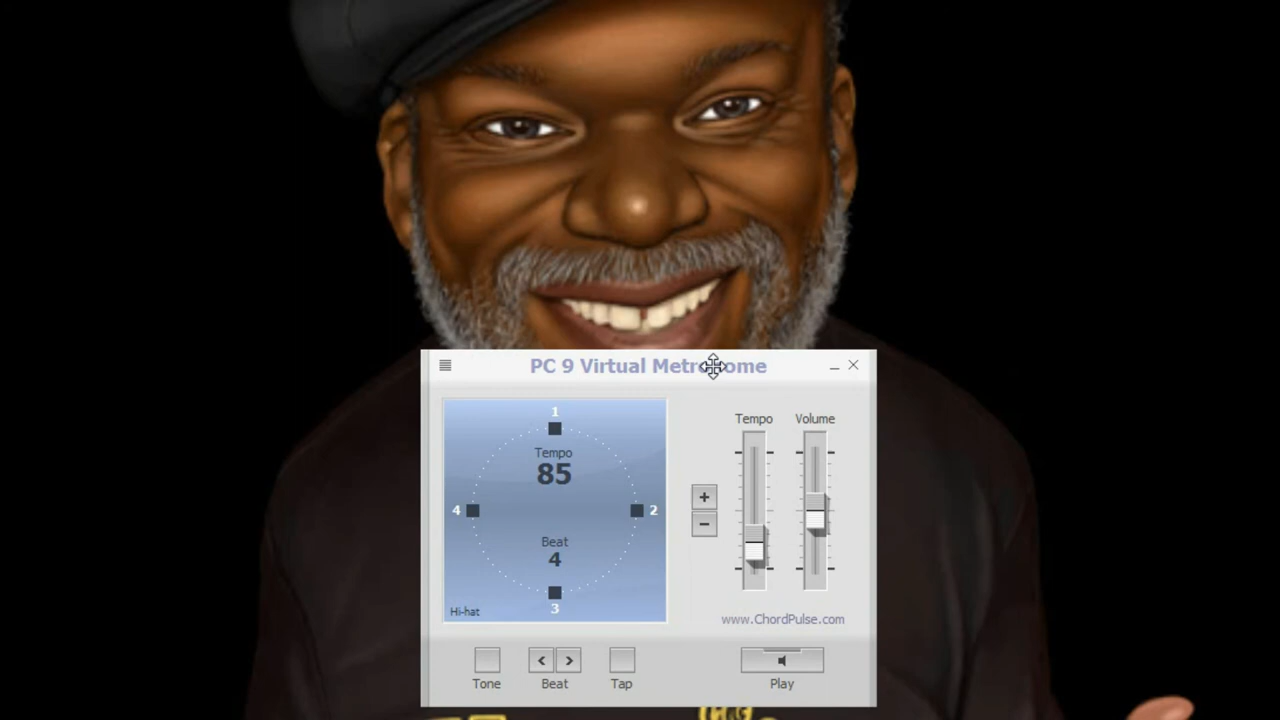 PC 9 Virtual Metronome
Tempo
Volume
1
Tempo
85
4
2
Beat
4
Hi-hat
3
+
−
www.ChordPulse.com
Tone
< >
Beat
Tap
Play